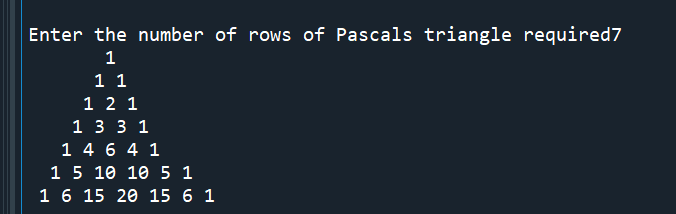 Enter the number of rows of Pascals triangle required7
1
1 1
1 2 1
1 3 3 1
1 4 6 4 1
1 5 10 10 5 1
1 6 15 20 15 6 1